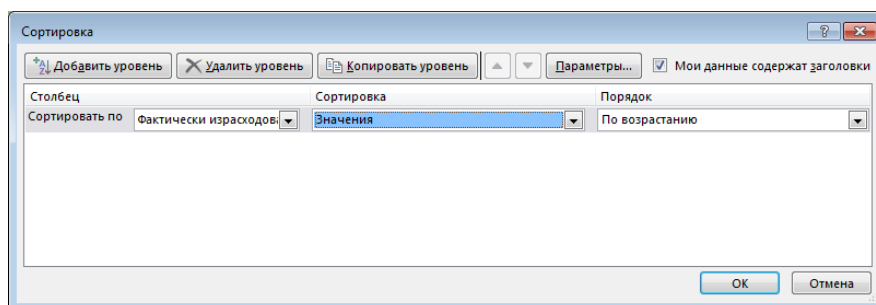 Сортировка
Добавить уровень Удалить уровень Копировать уровень Параметры... Мои данные содержат заголовки
Столбец Сортировка Порядок
Сортировать по Фактически израсходова Значения По возрастанию
ОК Отмена